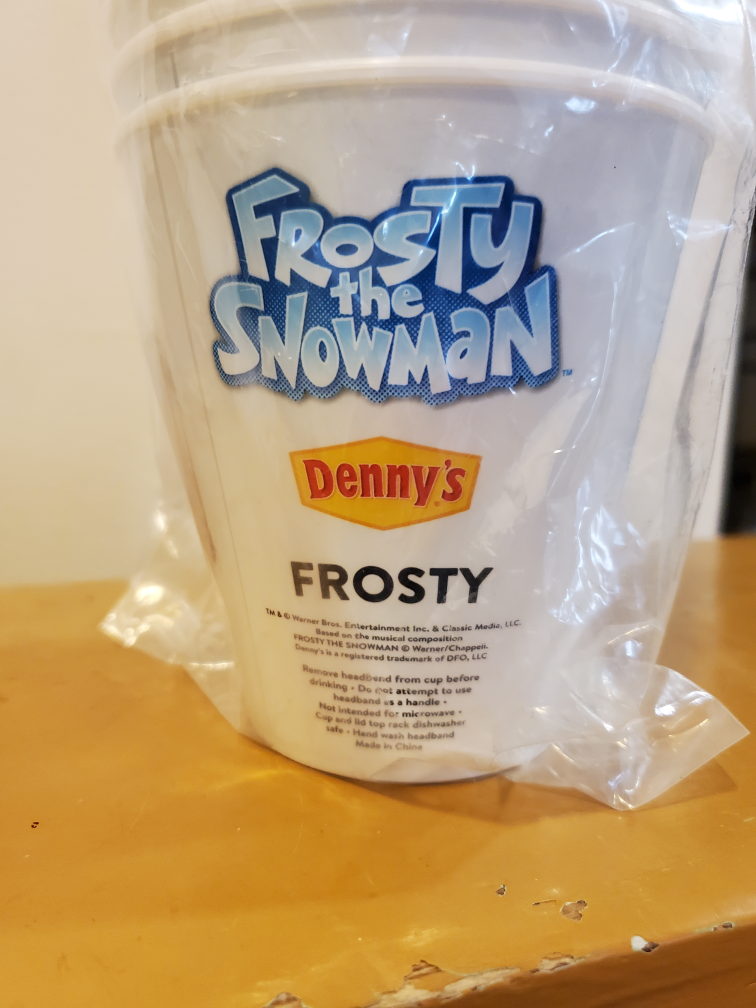 FROSTY
the
SNOWMAN™
Denny's
FROSTY
TM & © Warner Bros. Entertainment Inc. & Classic Media, LLC.
Based on the musical composition
FROSTY THE SNOWMAN © Warner/Chappell.
Denny's is a registered trademark of DFO, LLC
Remove headband from cup before
drinking • Do not attempt to use
headband as a handle •
Not intended for microwave •
Cup and lid top rack dishwasher
safe • Hand wash headband
Made in China